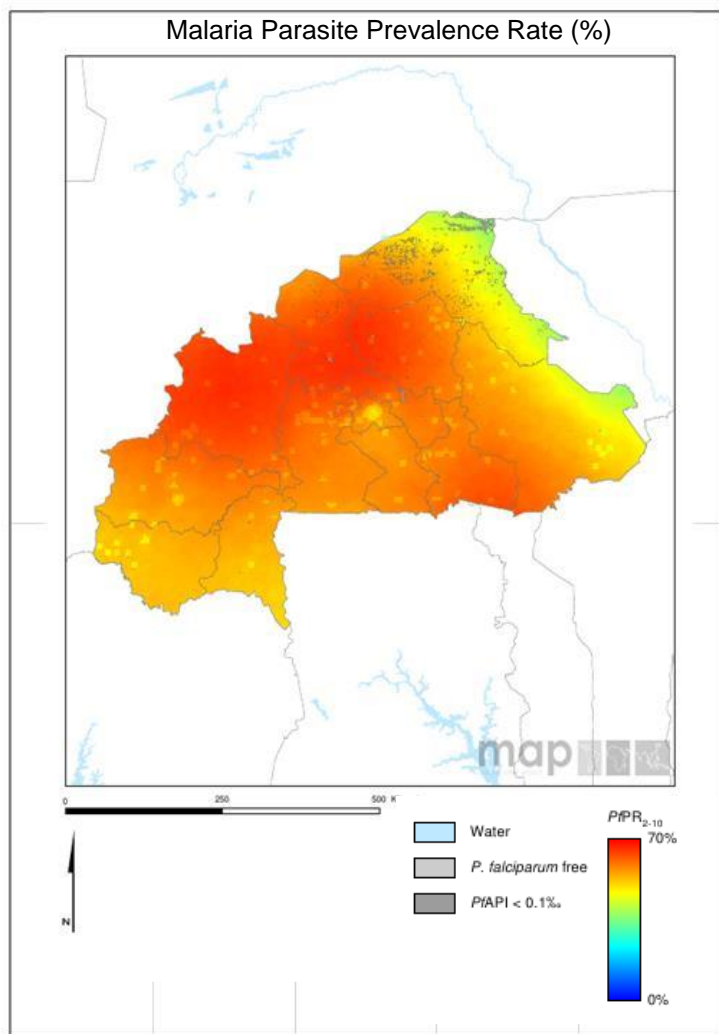 Malaria Parasite Prevalence Rate (%)
map
0 250 500 K
Water
P. falciparum free
PfAPI < 0.1‰
PfPR2-10
70%
0%
N